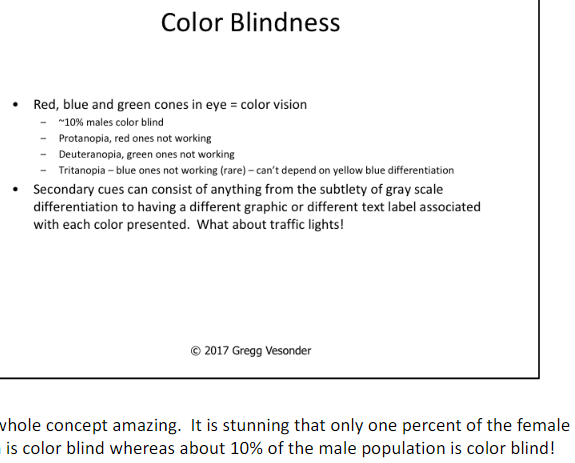 Color Blindness
• Red, blue and green cones in eye = color vision
– ~10% males color blind
– Protanopia, red ones not working
– Deuteranopia, green ones not working
– Tritanopia – blue ones not working (rare) – can't depend on yellow blue differentiation
• Secondary cues can consist of anything from the subtlety of gray scale
differentiation to having a different graphic or different text label associated
with each color presented.  What about traffic lights!
© 2017 Gregg Vesonder
whole concept amazing.  It is stunning that only one percent of the female
is color blind whereas about 10% of the male population is color blind!